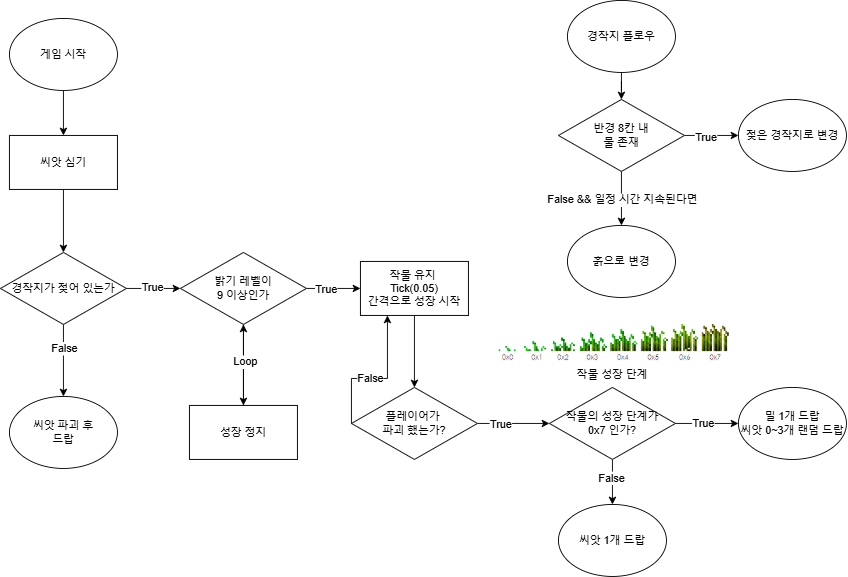 게임 시작
씨앗 심기
경작지가 젖어 있는가
True
False
씨앗 파괴 후
드랍
밝기 레벨이
9 이상인가
True
Loop
성장 정지
작물 유지
Tick(0.05)
간격으로 성장 시작
False
플레이어가
파괴 했는가?
True
0x0 0x1 0x2 0x3 0x4 0x5 0x6 0x7
작물 성장 단계
작물의 성장 단계가
0x7 인가?
True
밀 1개 드랍
씨앗 0~3개 랜덤 드랍
False
씨앗 1개 드랍
경작지 플로우
반경 8칸 내
물 존재
True
젖은 경작지로 변경
False && 일정 시간 지속된다면
흙으로 변경